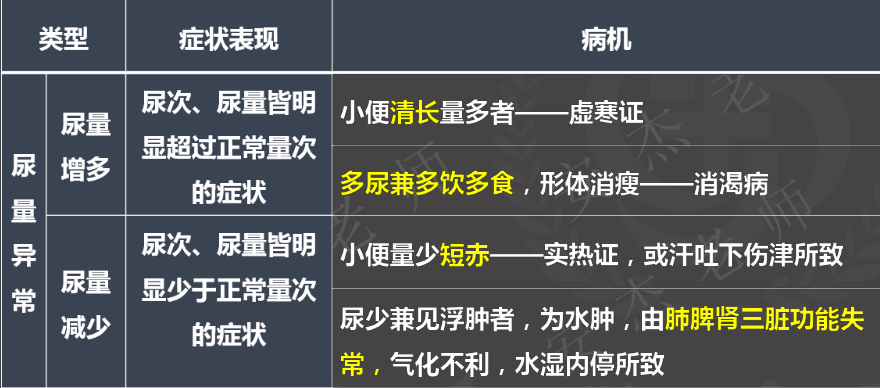 类型
症状表现
病机
尿量异常
尿量
增多
尿次、尿量皆明
显超过正常量次
的症状
小便清长量多者——虚寒证
多尿兼多饮多食，形体消瘦——消渴病
尿量
减少
尿次、尿量皆明
显少于正常量次
的症状
小便量少短赤——实热证，或汗吐下伤津所致
尿少兼见浮肿者，为水肿，由肺脾肾三脏功能失
常，气化不利，水湿内停所致